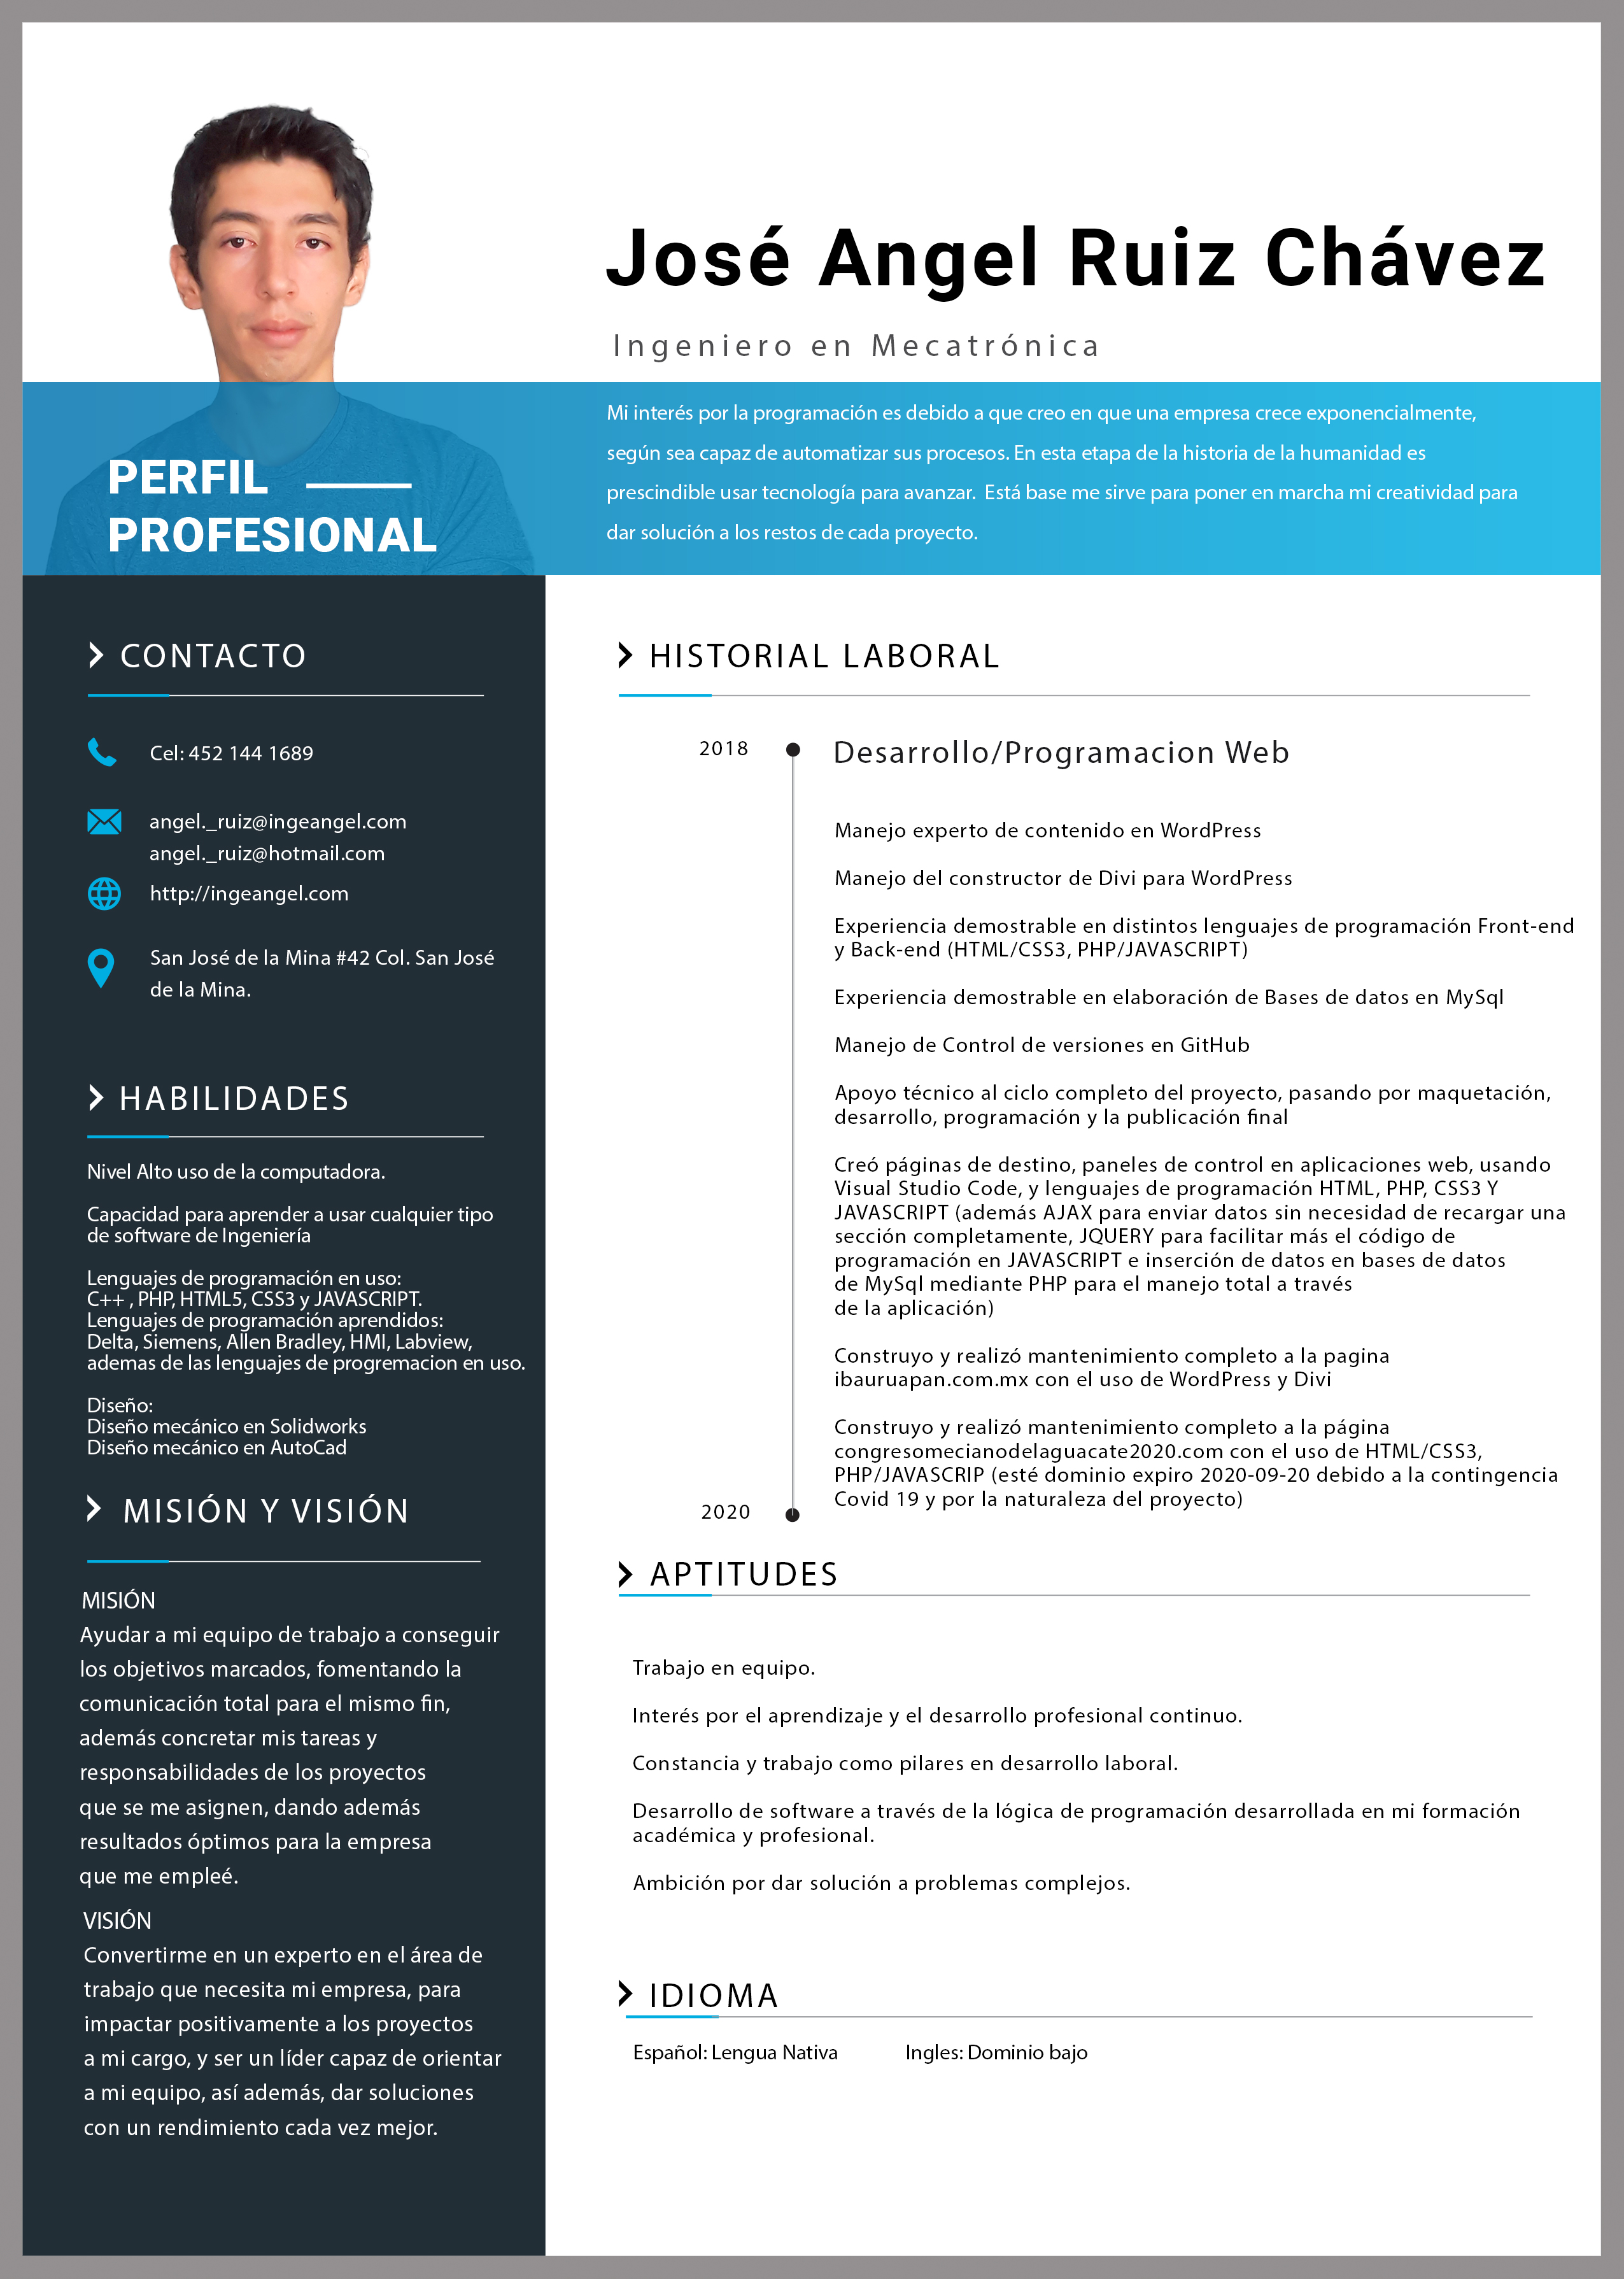 José Angel Ruiz Chávez
Ingeniero en Mecatrónica
PERFIL
PROFESIONAL
Mi interés por la programación es debido a que creo en que una empresa crece exponencialmente,
según sea capaz de automatizar sus procesos. En esta etapa de la historia de la humanidad es
prescindible usar tecnología para avanzar.  Está base me sirve para poner en marcha mi creatividad para
dar solución a los restos de cada proyecto.
CONTACTO
Cel: 452 144 1689
angel._ruiz@ingeangel.com
angel._ruiz@hotmail.com
http://ingeangel.com
San José de la Mina #42 Col. San José
de la Mina.
HABILIDADES
Nivel Alto uso de la computadora.
Capacidad para aprender a usar cualquier tipo
de software de Ingeniería
Lenguajes de programación en uso:
C++ , PHP, HTML5, CSS3 y JAVASCRIPT.
Lenguajes de programación aprendidos:
Delta, Siemens, Allen Bradley, HMI, Labview,
ademas de las lenguajes de progremacion en uso.
Diseño:
Diseño mecánico en Solidworks
Diseño mecánico en AutoCad
MISIÓN Y VISIÓN
MISIÓN
Ayudar a mi equipo de trabajo a conseguir
los objetivos marcados, fomentando la
comunicación total para el mismo fin,
además concretar mis tareas y
responsabilidades de los proyectos
que se me asignen, dando además
resultados óptimos para la empresa
que me empleé.
VISIÓN
Convertirme en un experto en el área de
trabajo que necesita mi empresa, para
impactar positivamente a los proyectos
a mi cargo, y ser un líder capaz de orientar
a mi equipo, así además, dar soluciones
con un rendimiento cada vez mejor.
HISTORIAL LABORAL
2018
Desarrollo/Programacion Web
Manejo experto de contenido en WordPress
Manejo del constructor de Divi para WordPress
Experiencia demostrable en distintos lenguajes de programación Front-end
y Back-end (HTML/CSS3, PHP/JAVASCRIPT)
Experiencia demostrable en elaboración de Bases de datos en MySql
Manejo de Control de versiones en GitHub
Apoyo técnico al ciclo completo del proyecto, pasando por maquetación,
desarrollo, programación y la publicación final
Creó páginas de destino, paneles de control en aplicaciones web, usando
Visual Studio Code, y lenguajes de programación HTML, PHP, CSS3 Y
JAVASCRIPT (además AJAX para enviar datos sin necesidad de recargar una
sección completamente, JQUERY para facilitar más el código de
programación en JAVASCRIPT e inserción de datos en bases de datos
de MySql mediante PHP para el manejo total a través
de la aplicación)
Construyo y realizó mantenimiento completo a la pagina
ibauruapan.com.mx con el uso de WordPress y Divi
Construyo y realizó mantenimiento completo a la página
congresomecianodelaguacate2020.com con el uso de HTML/CSS3,
PHP/JAVASCRIP (esté dominio expiro 2020-09-20 debido a la contingencia
Covid 19 y por la naturaleza del proyecto)
2020
APTITUDES
Trabajo en equipo.
Interés por el aprendizaje y el desarrollo profesional continuo.
Constancia y trabajo como pilares en desarrollo laboral.
Desarrollo de software a través de la lógica de programación desarrollada en mi formación
académica y profesional.
Ambición por dar solución a problemas complejos.
IDIOMA
Español: Lengua Nativa
Ingles: Dominio bajo